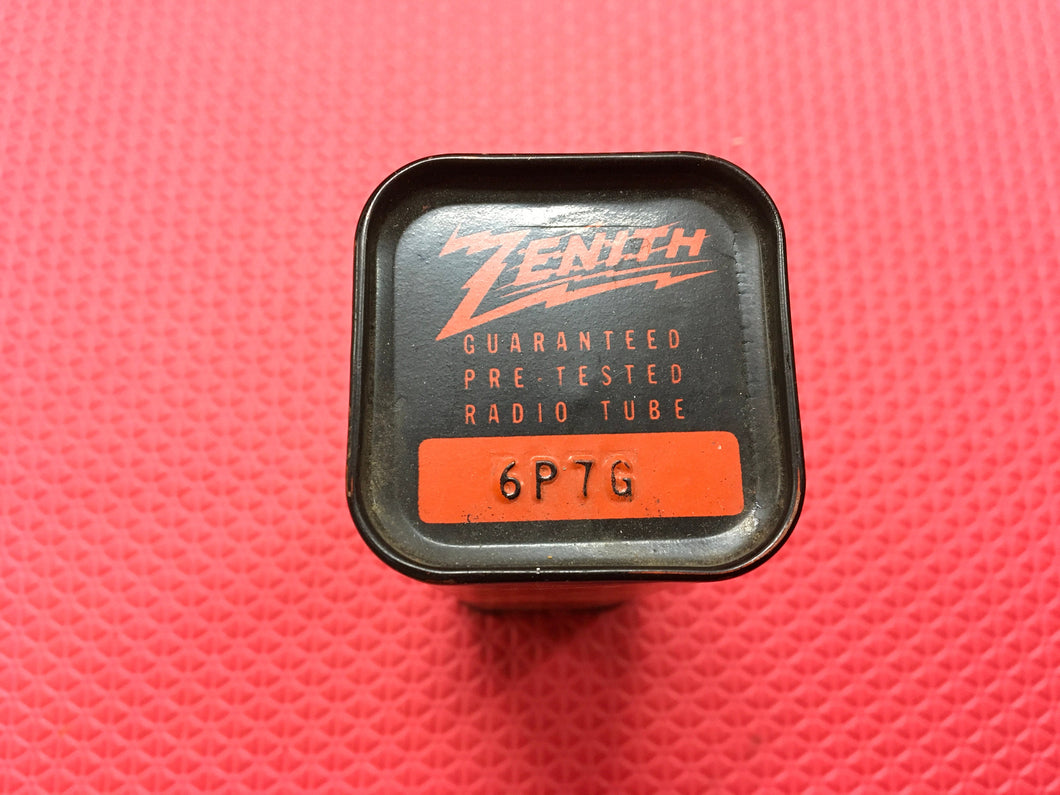 ZENITH
GUARANTEED
PRE-TESTED
RADIO TUBE
6P7G